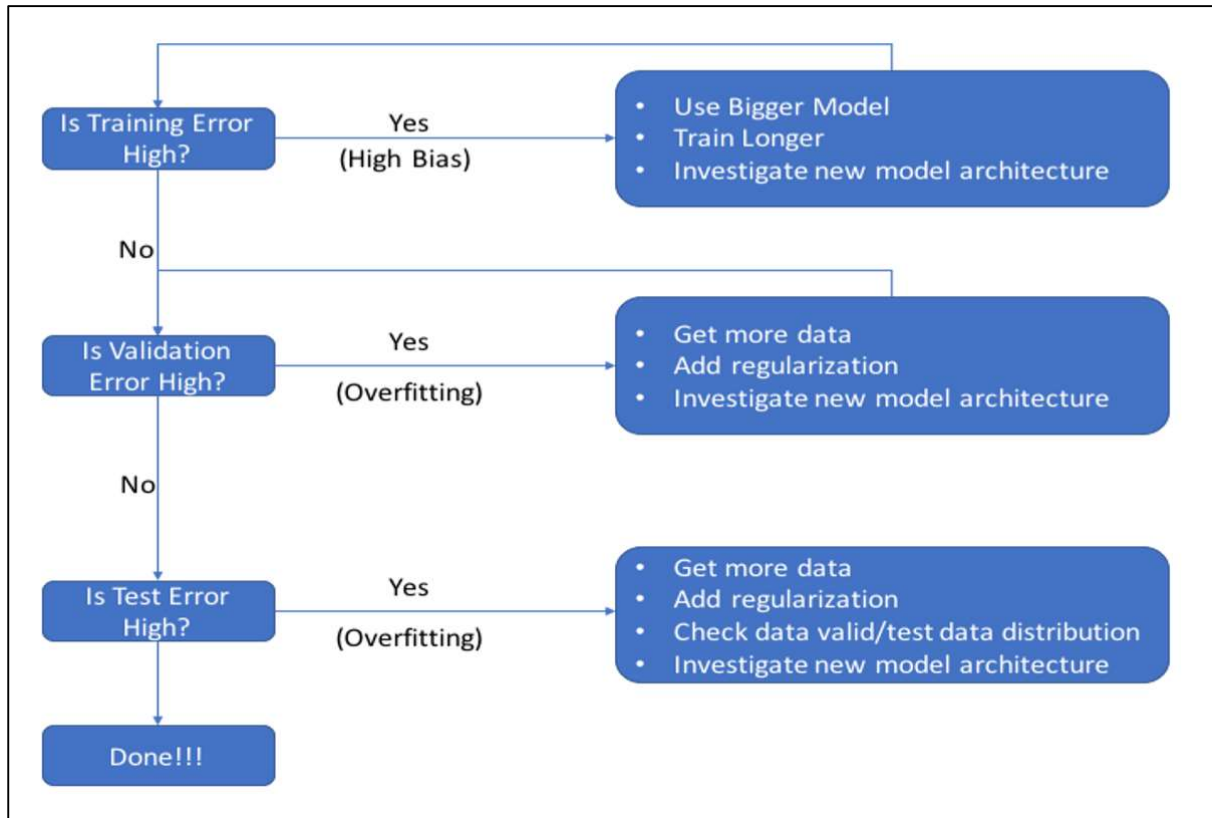 Is Training Error
High?
Yes
(High Bias)
• Use Bigger Model
• Train Longer
• Investigate new model architecture
No
Is Validation
Error High?
Yes
(Overfitting)
• Get more data
• Add regularization
• Investigate new model architecture
No
Is Test Error
High?
Yes
(Overfitting)
• Get more data
• Add regularization
• Check data valid/test data distribution
• Investigate new model architecture
Done!!!